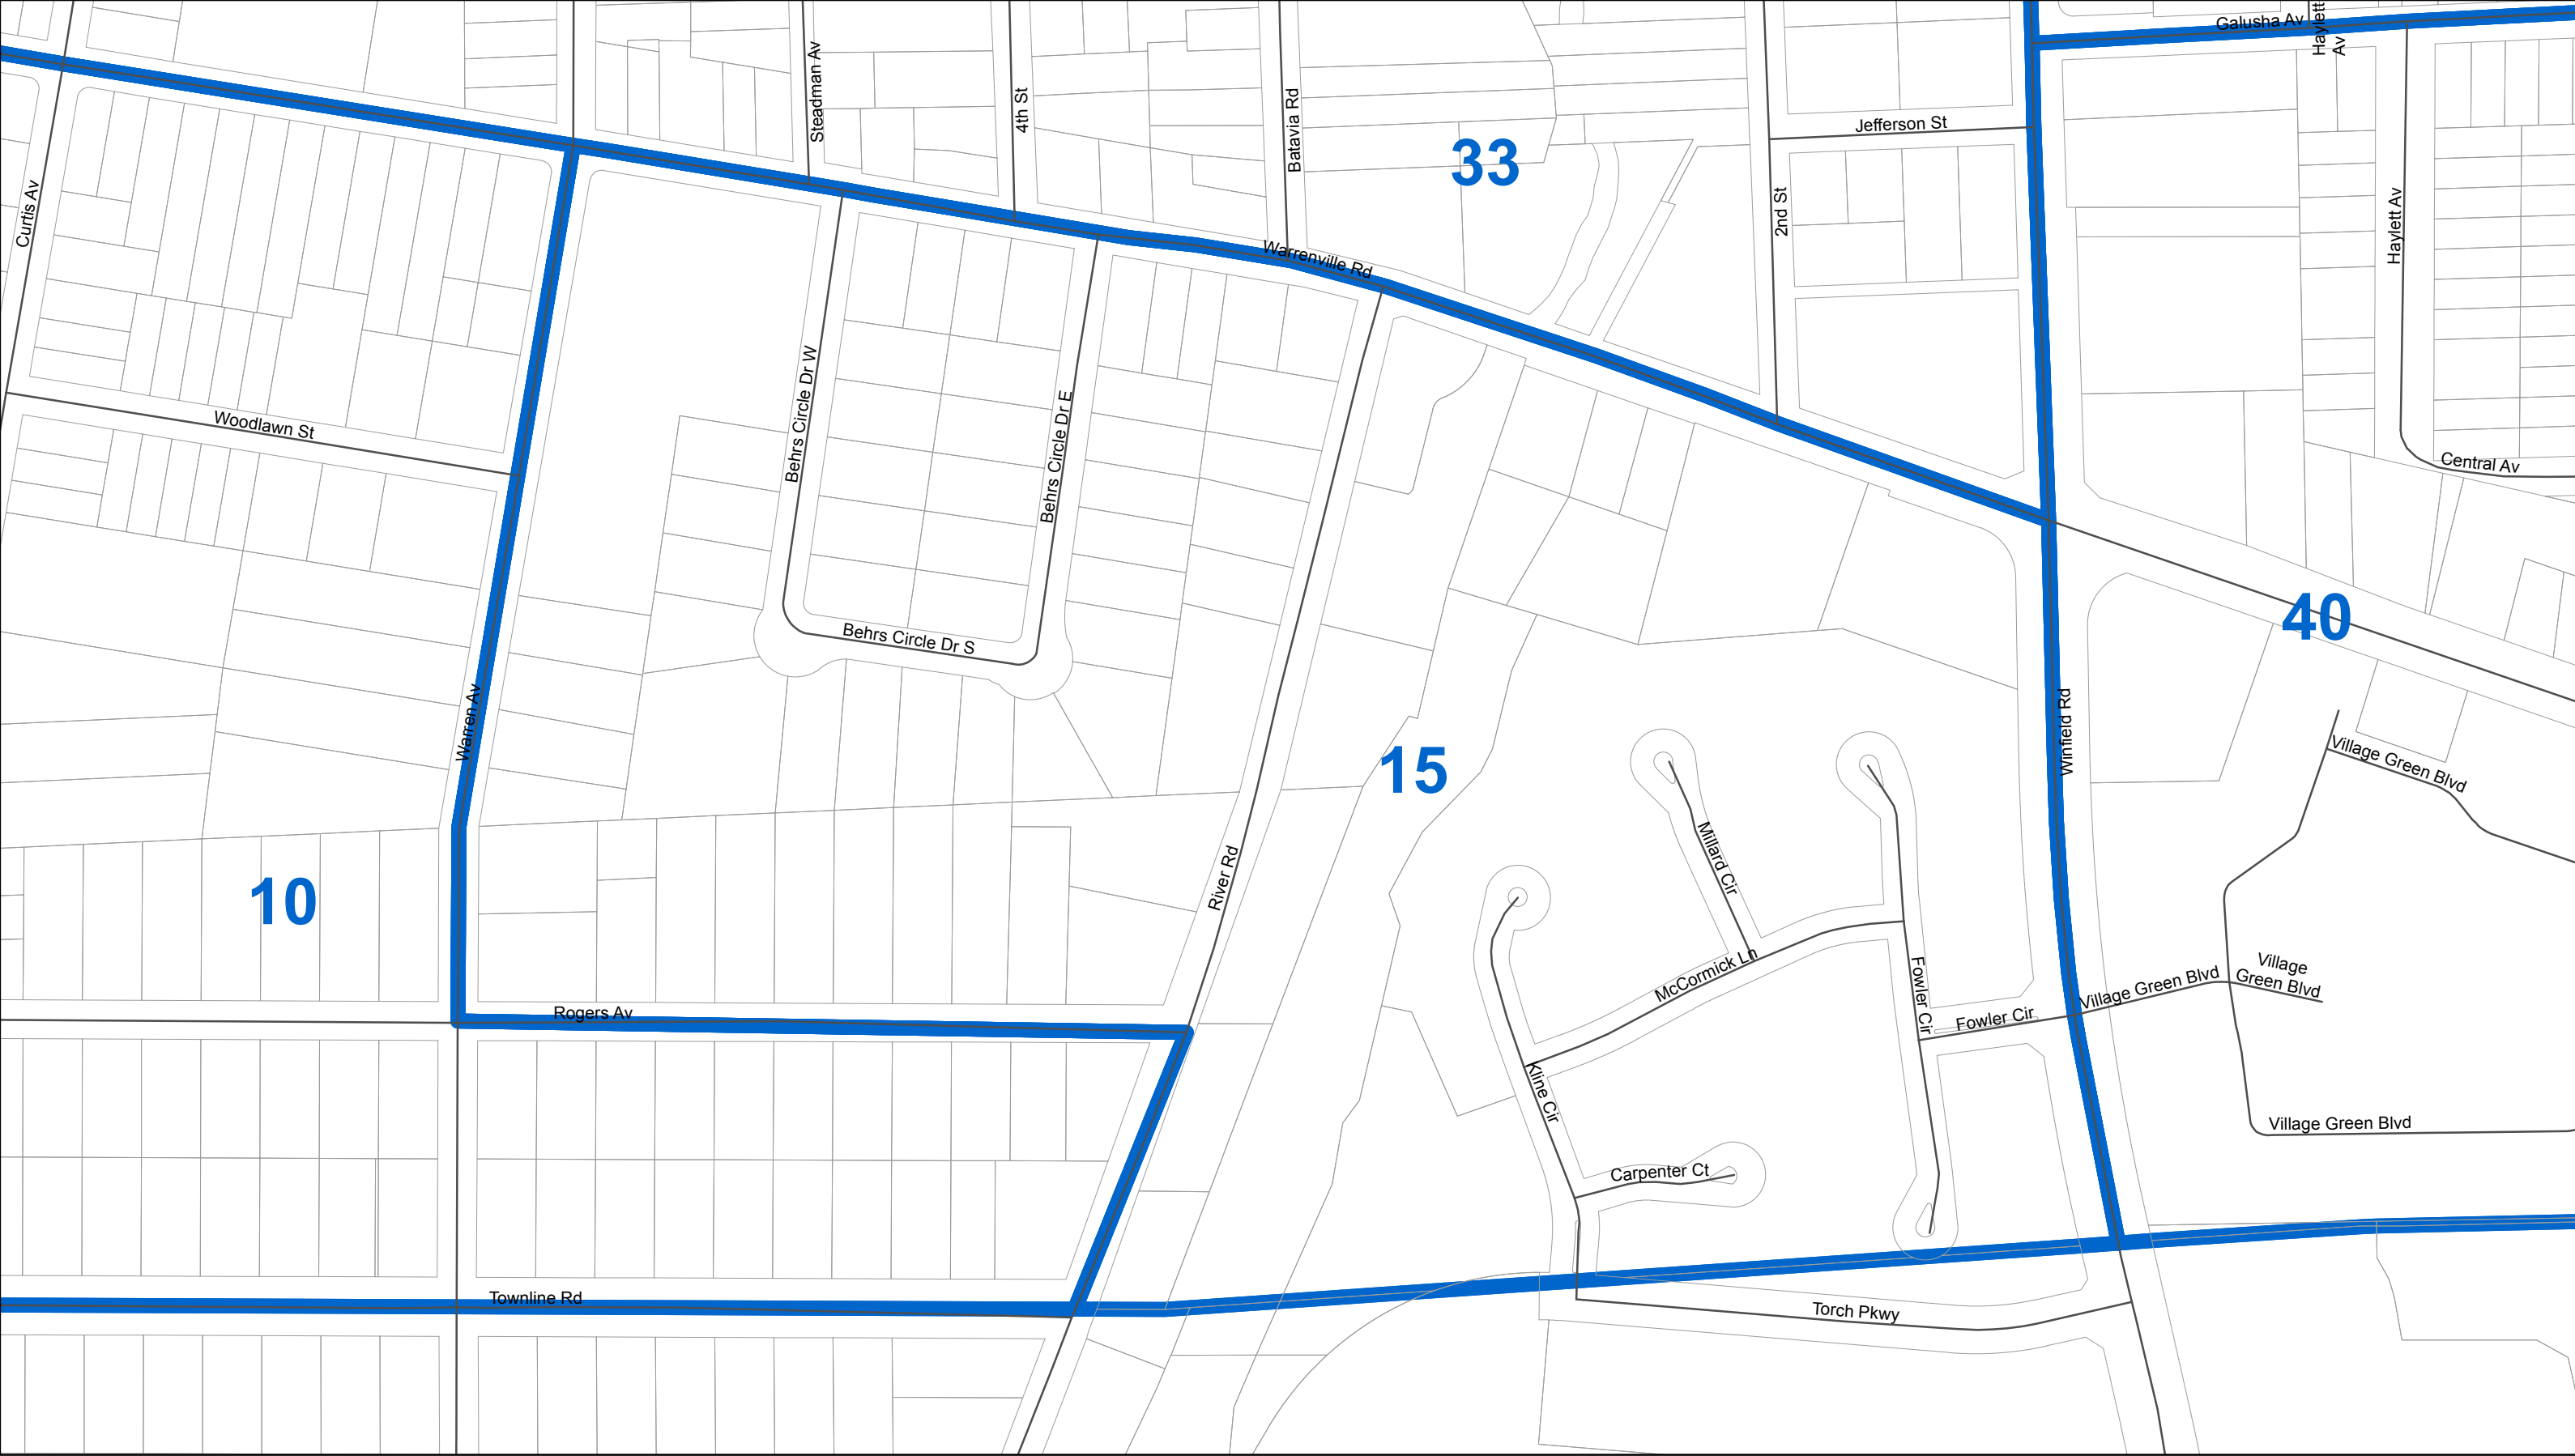 Galusha Av
Haylett
Av
Steadman Av
4th St
Batavia Rd
33
Jefferson St
2nd St
Curtis Av
Haylett Av
Warrenville Rd
Woodlawn St
Behrs Circle Dr W
Behrs Circle Dr E
Central Av
40
Behrs Circle Dr S
Warren Av
Winfield Rd
15
Village Green Blvd
10
River Rd
Millard Cir
McCormick Ln
Fowler Cir
Village Green Blvd
Village
Green Blvd
Rogers Av
Fowler Cir
Kline Cir
Village Green Blvd
Carpenter Ct
Townline Rd
Torch Pkwy